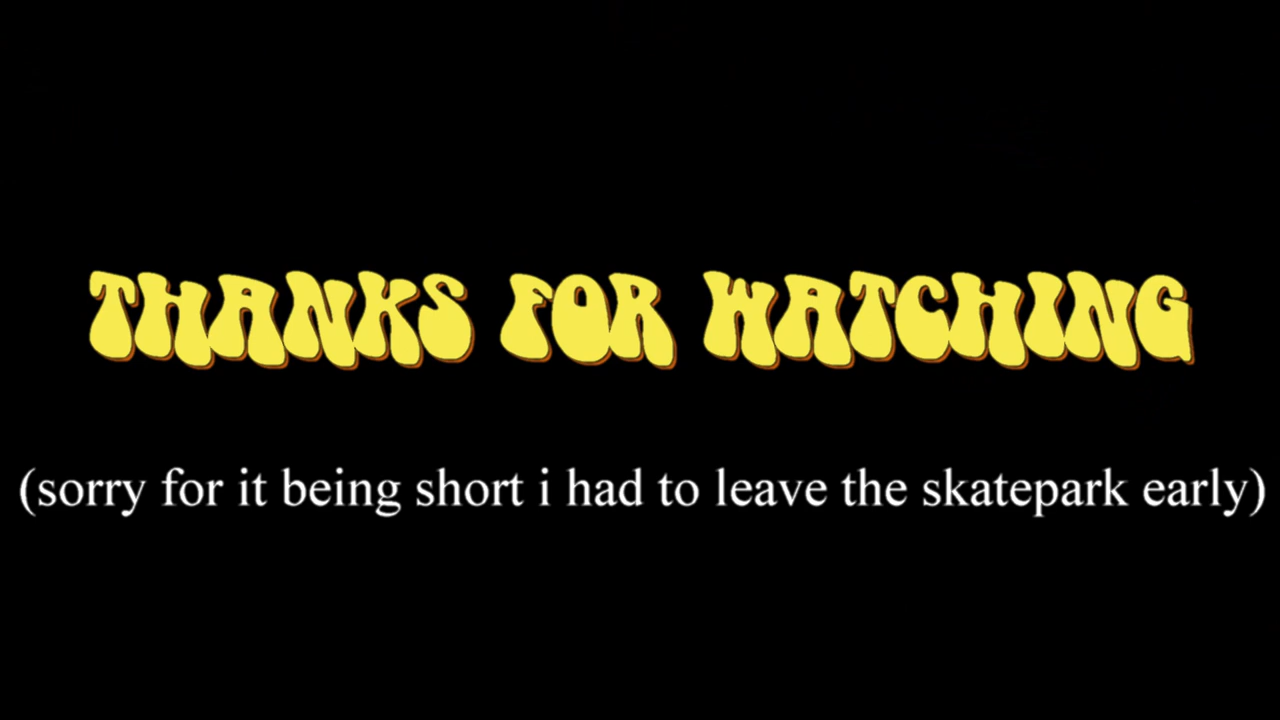 THANKS FOR WATCHING
(sorry for it being short i had to leave the skatepark early)